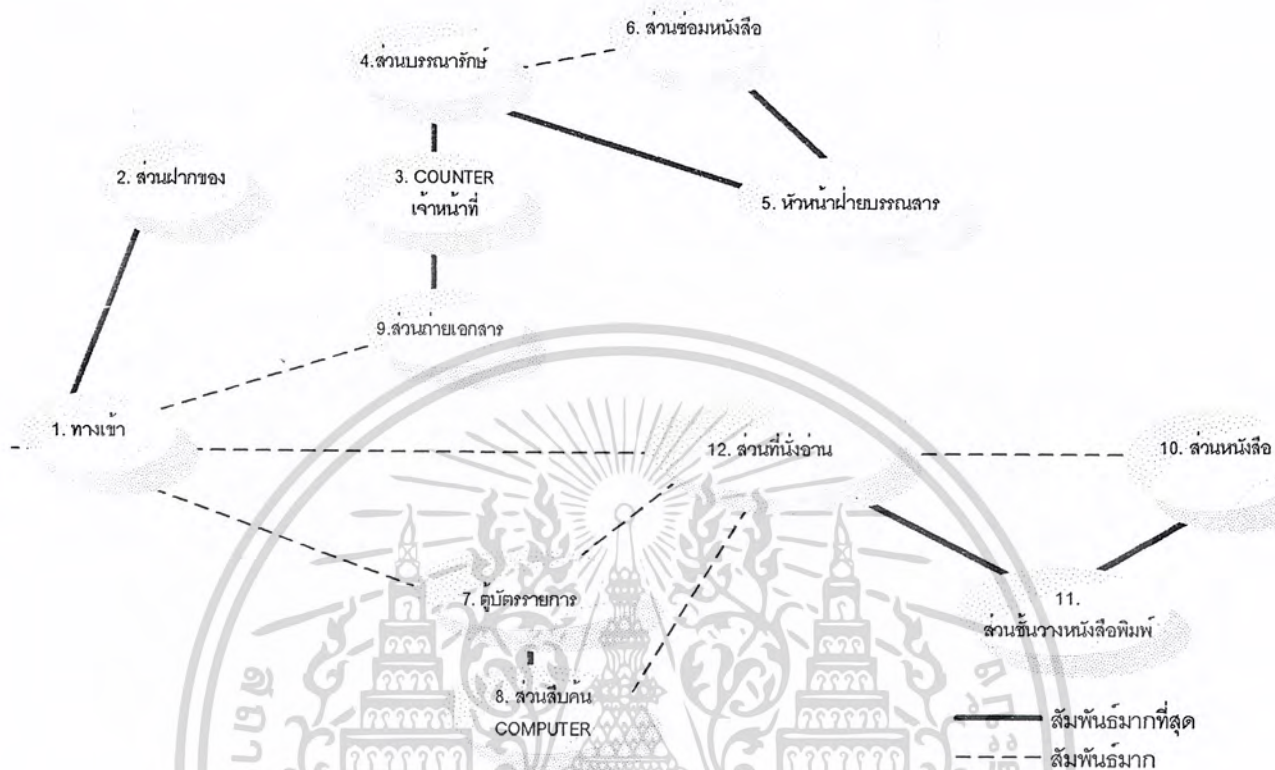 6. ส่วนซ่อมหนังสือ
4.ส่วนบรรณารักษ์
2. ส่วนฝากของ
3. COUNTER
เจ้าหน้าที่
5. หัวหน้าฝ่ายบรรณสาร
9.ส่วนถ่ายเอกสาร
1. ทางเข้า
12. ส่วนที่นั่งอ่าน
10. ส่วนหนังสือ
7. ตู้บัตรรายการ
11.
ส่วนชั้นวางหนังสือพิมพ์
8. ส่วนสืบค้น
COMPUTER
สัมพันธ์มากที่สุด
สัมพันธ์มาก